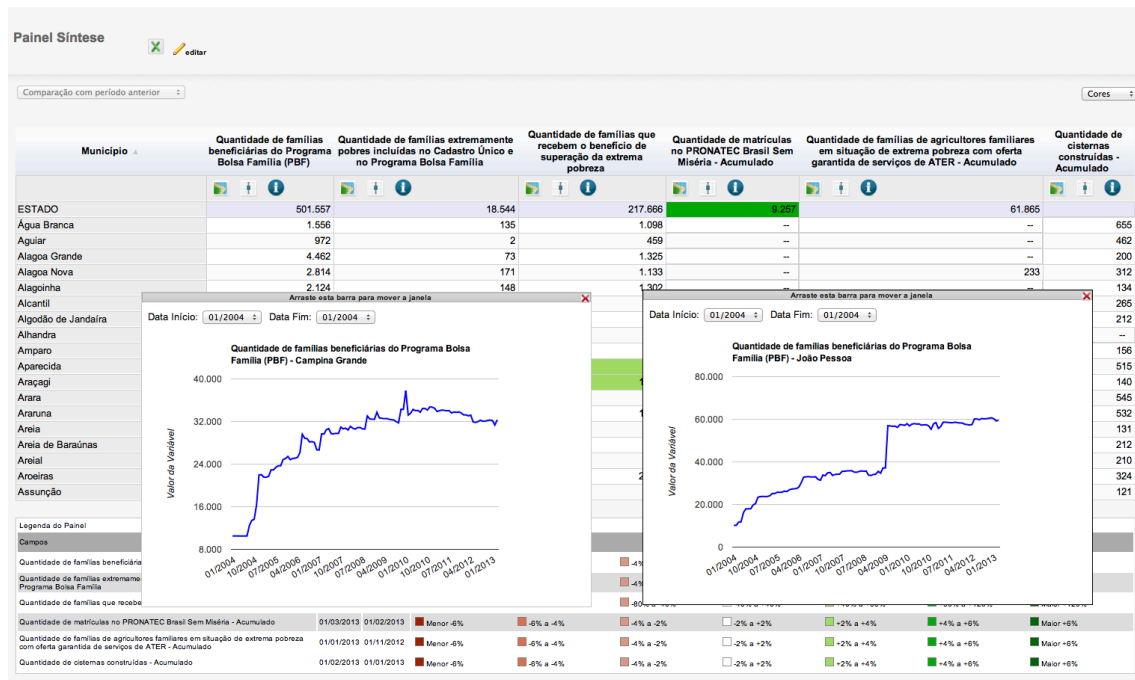 Painel Síntese
editar
Comparação com período anterior
Cores
Município
Quantidade de famílias
beneficiárias do Programa
Bolsa Família (PBF)
Quantidade de famílias extremamente
pobres incluídas no Cadastro Único e
no Programa Bolsa Família
Quantidade de famílias que
recebem o benefício de
superação da extrema
pobreza
Quantidade de matrículas
no PRONATEC Brasil Sem
Miséria - Acumulado
Quantidade de famílias de agricultores familiares
em situação de extrema pobreza com oferta
garantida de serviços de ATER - Acumulado
Quantidade de
cisternas
construídas -
Acumulado
ESTADO 501.557 18.544 217.666 9.257 61.865
Água Branca 1.556 135 1.098 -- -- 655
Aguiar 972 2 459 -- -- 462
Alagoa Grande 4.462 73 1.325 -- -- 200
Alagoa Nova 2.814 171 1.133 -- 233 312
Alagoinha 2.124 148 1.302 -- -- 134
Alcantil 265
Algodão de Jandaíra 212
Alhandra --
Amparo 156
Aparecida 515
Araçagi 140
Arara 545
Araruna 532
Areia 131
Areia de Baraúnas 212
Areial 210
Aroeiras 324
Assunção 121
Arraste esta barra para mover a janela
Data Início: 01/2004 Data Fim: 01/2004
Quantidade de famílias beneficiárias do Programa Bolsa
Família (PBF) - Campina Grande
Valor da Variável
40.000
32.000
24.000
16.000
8.000
01/2004 10/2004 07/2005 04/2006 01/2007 10/2007 07/2008 04/2009 01/2010 10/2010 07/2011 04/2012 01/2013
Arraste esta barra para mover a janela
Data Início: 01/2004 Data Fim: 01/2004
Quantidade de famílias beneficiárias do Programa Bolsa
Família (PBF) - João Pessoa
Valor da Variável
80.000
60.000
40.000
20.000
0
01/2004 10/2004 07/2005 04/2006 01/2007 10/2007 07/2008 04/2009 01/2010 10/2010 07/2011 04/2012 01/2013
Legenda do Painel
Campos
Quantidade de famílias beneficiária
Quantidade de famílias extremame
Programa Bolsa Família
Quantidade de famílias que recebe
Quantidade de matrículas no PRONATEC Brasil Sem Miséria - Acumulado 01/03/2013 01/02/2013 Menor -6% -6% a -4% -4% a -2% -2% a +2% +2% a +4% +4% a +6% Maior +6%
Quantidade de famílias de agricultores familiares em situação de extrema pobreza
com oferta garantida de serviços de ATER - Acumulado 01/01/2013 01/11/2012 Menor -6% -6% a -4% -4% a -2% -2% a +2% +2% a +4% +4% a +6% Maior +6%
Quantidade de cisternas construídas - Acumulado 01/02/2013 01/01/2013 Menor -6% -6% a -4% -4% a -2% -2% a +2% +2% a +4% +4% a +6% Maior +6%